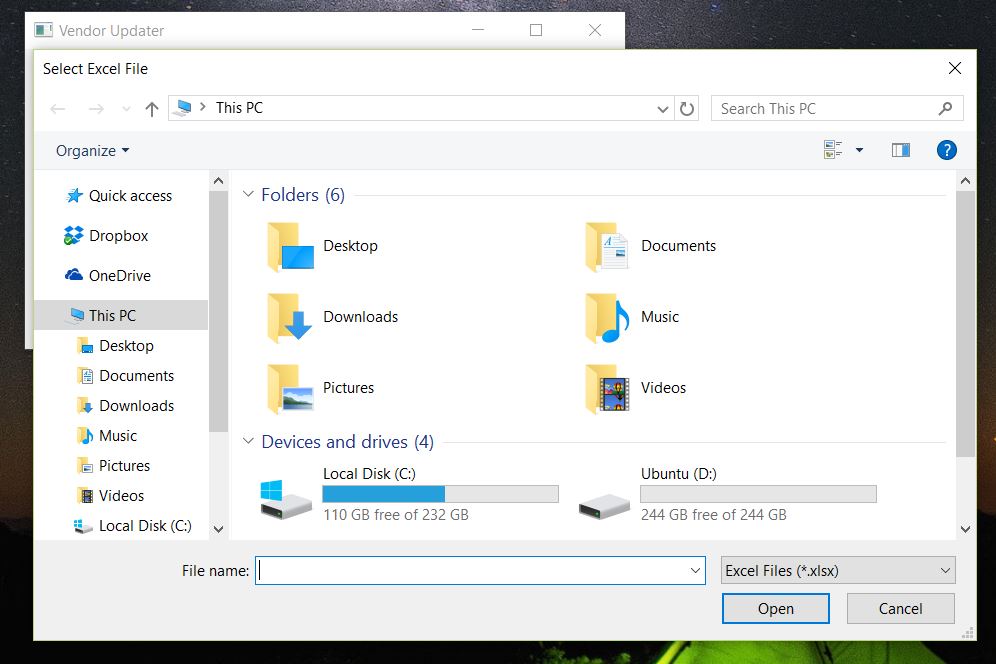 Vendor Updater
Select Excel File
This PC
Search This PC
Organize
?
Quick access
Dropbox
OneDrive
This PC
Desktop
Documents
Downloads
Music
Pictures
Videos
Local Disk (C:)
Folders (6)
Desktop
Documents
Downloads
Music
Pictures
Videos
Devices and drives (4)
Local Disk (C:)
110 GB free of 232 GB
Ubuntu (D:)
244 GB free of 244 GB
File name:
Excel Files (*.xlsx)
Open
Cancel